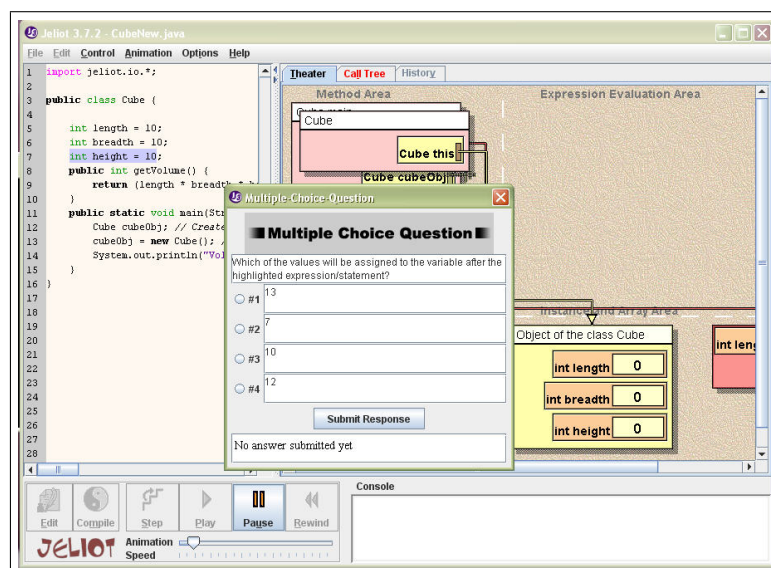 Jeliot 3.7.2 - CubeNew.java
File Edit Control Animation Options Help
1 import jeliot.io.*;
2
3 public class Cube {
4
5 int length = 10;
6 int breadth = 10;
7 int height = 10;
8 public int getVolume() {
9 return (length * breadth *
10 }
11 public static void main(Str
12 Cube cubeObj; // Create
13 cubeObj = new Cube(); /
14 System.out.println("Vol
15 }
16 }
17
18
19
20
21
22
23
24
25
26
27
28
Theater Call Tree History
Method Area
Expression Evaluation Area
Cube
Cube this
Cube cubeObj
Multiple-Choice-Question
Multiple Choice Question
Which of the values will be assigned to the variable after the
highlighted expression/statement?
#1 13
#2 7
#3 10
#4 12
Submit Response
No answer submitted yet
Instance and Array Area
Object of the class Cube
int length 0
int breadth 0
int height 0
int leng
Edit Compile Step Play Pause Rewind
JELIOT
Animation
Speed
Console